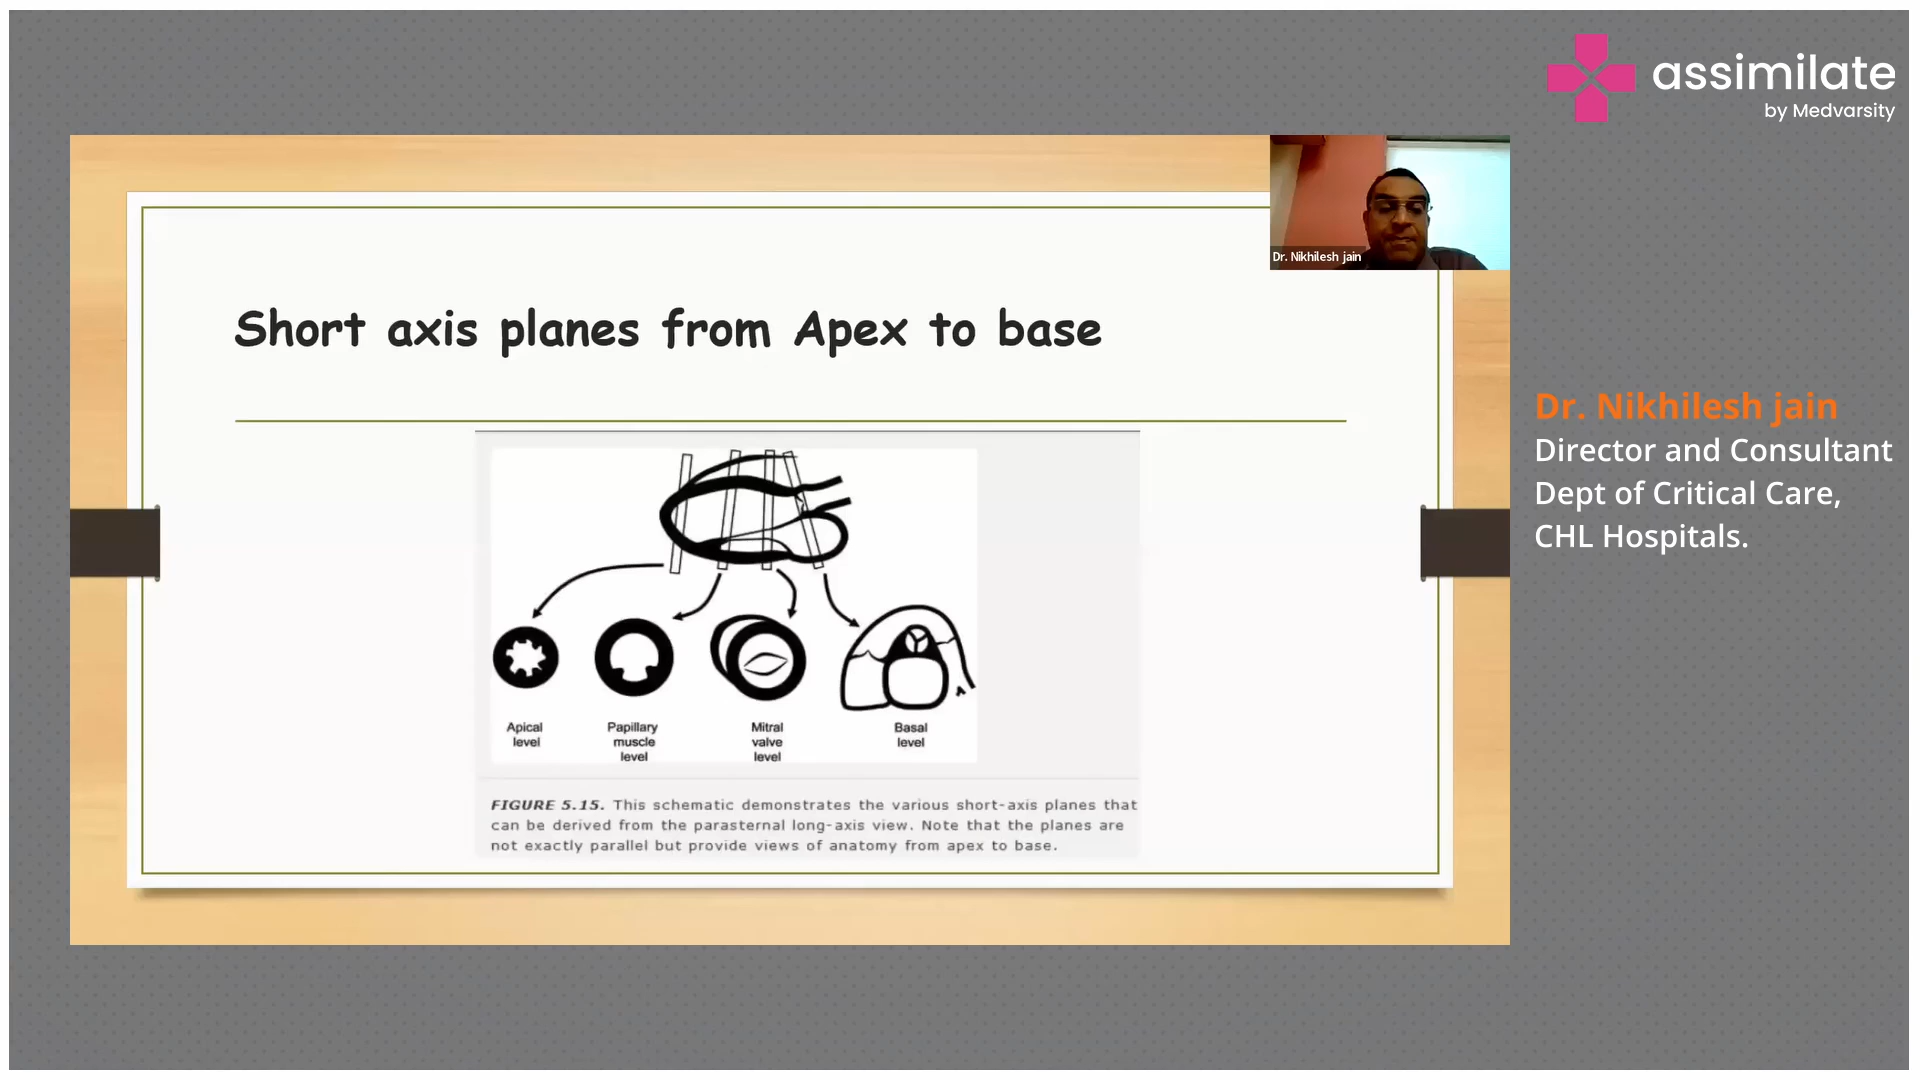 assimilate
by Medvarsity
Dr. Nikhilesh jain
Short axis planes from Apex to base
Dr. Nikhilesh jain
Director and Consultant
Dept of Critical Care,
CHL Hospitals.
Apical
level
Papillary
muscle
level
Mitral
valve
level
Basal
level
FIGURE 5.15. This schematic demonstrates the various short-axis planes that
can be derived from the parasternal long-axis view. Note that the planes are
not exactly parallel but provide views of anatomy from apex to base.